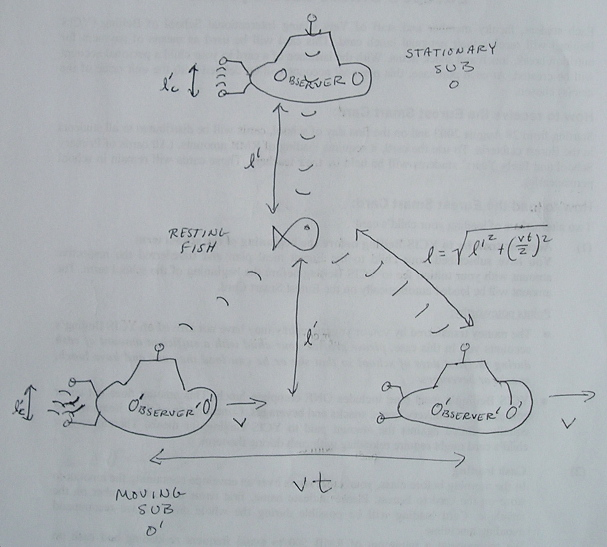 STATIONARY
SUB
O
OBSERVER O
l'c
l'
RESTING
FISH
l = √l'² + (vt/2)²
l'
l'c
OBSERVER' O'
V
OBSERVER' O'
V
vt
MOVING
SUB
O'